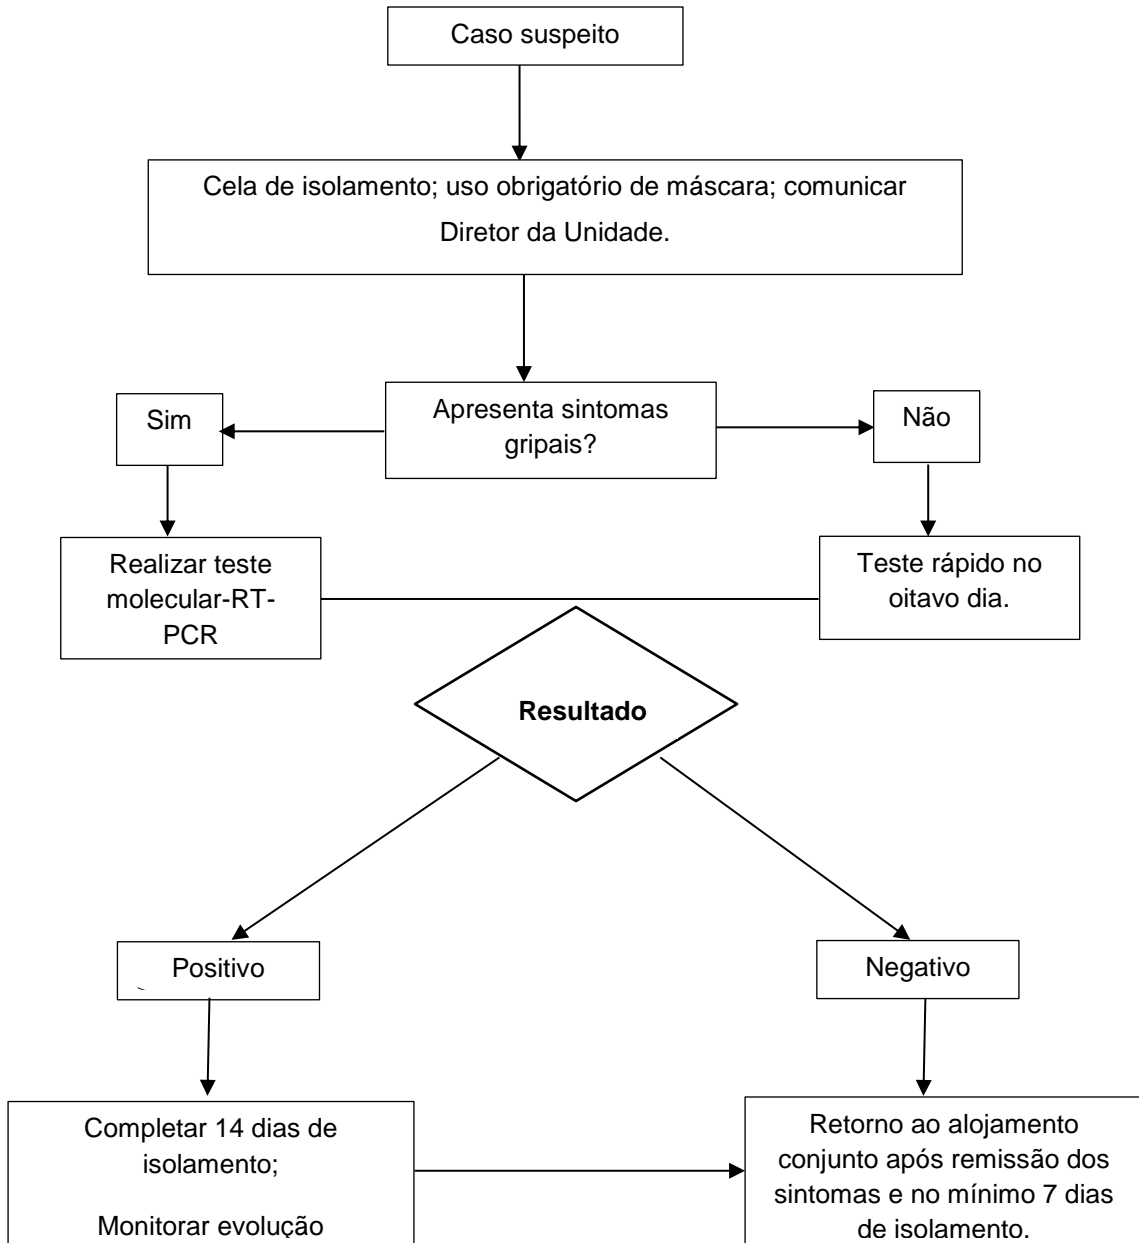 Caso suspeito
Cela de isolamento; uso obrigatório de máscara; comunicar
Diretor da Unidade.
Apresenta sintomas
gripais?
Sim
Não
Realizar teste
molecular-RT-
PCR
Teste rápido no
oitavo dia.
Resultado
Positivo
Negativo
Completar 14 dias de
isolamento;
Monitorar evolução
Retorno ao alojamento
conjunto após remissão dos
sintomas e no mínimo 7 dias
de isolamento.